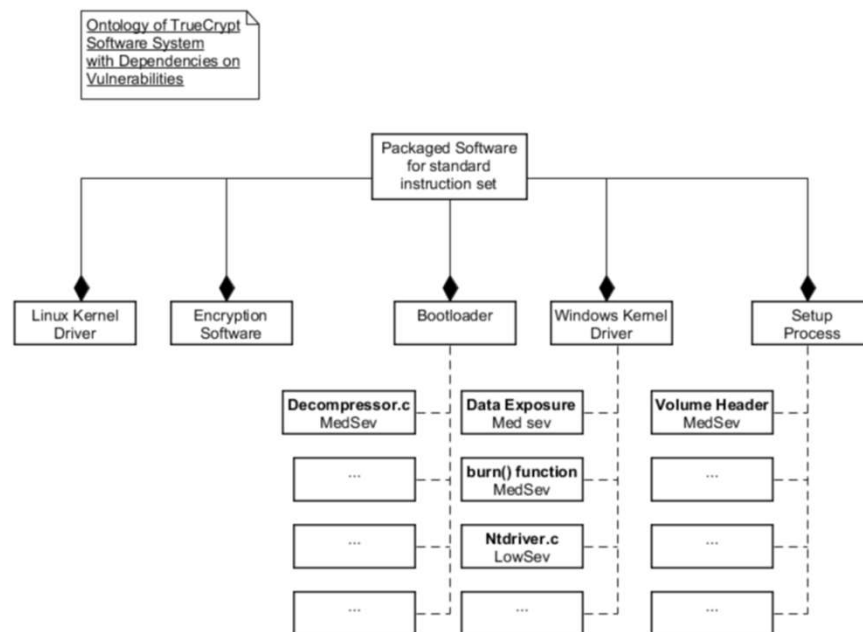 Ontology of TrueCrypt
Software System
with Dependencies on
Vulnerabilities
Packaged Software
for standard
instruction set
Linux Kernel
Driver
Encryption
Software
Bootloader
Windows Kernel
Driver
Setup
Process
Decompressor.c
MedSev
...
...
...
Data Exposure
Med sev
burn() function
MedSev
Ntdriver.c
LowSev
...
Volume Header
MedSev
...
...
...